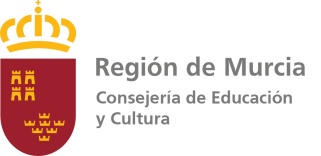 Región de Murcia
Consejería de Educación
y Cultura